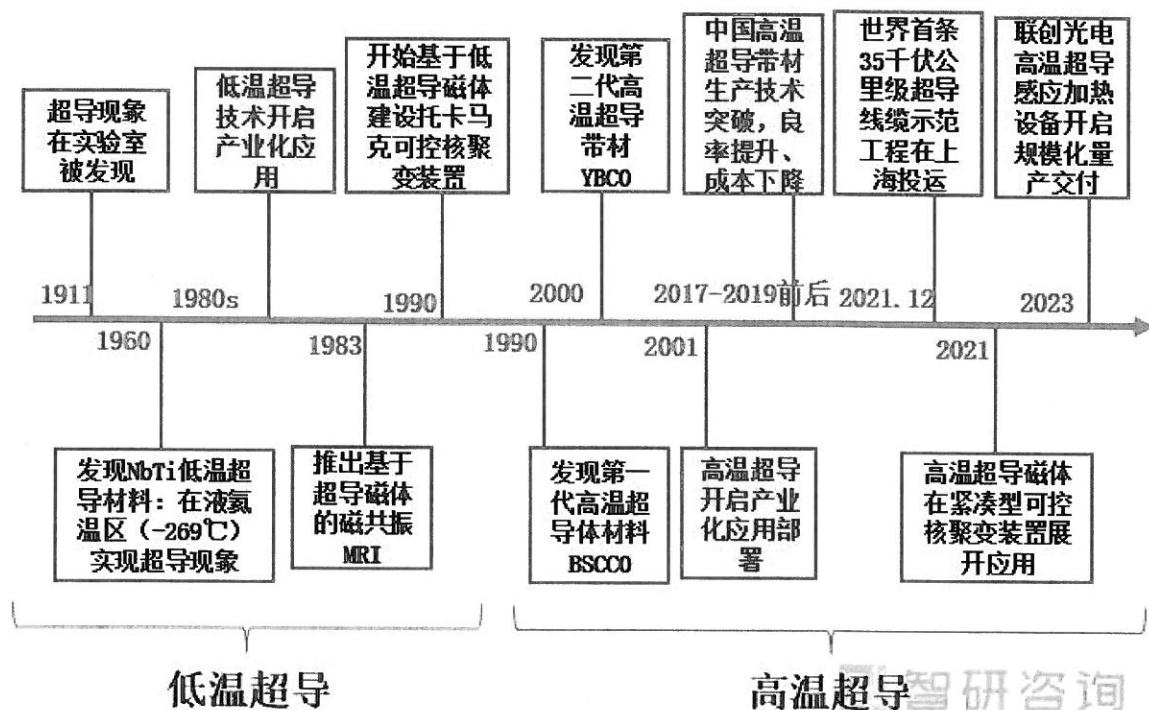 超导现象
在实验室
被发现
低温超导
技术开启
产业化应
用
开始基于低
温超导磁体
建设托卡马
克可控核聚
变装置
发现第
二代高
温超导
带材
YBCO
中国高温
超导带材
生产技术
突破，良
率提升、
成本下降
世界首条
35千伏公
里级超导
线缆示范
工程在上
海投运
联创光电
高温超导
感应加热
设备开启
规模化量
产交付
1911
1980s
1990
2000
2017-2019前后
2021.12
2023
1960
1983
1990
2001
2021
发现NbTi低温超
导材料：在液氦
温区（-269℃）
实现超导现象
推出基于
超导磁体
的磁共振
MRI
发现第一
代高温超
导体材料
BSCCO
高温超导
开启产业
化应用部
署
高温超导磁体
在紧凑型可控
核聚变装置展
开应用
低温超导
高温超导
智研咨询